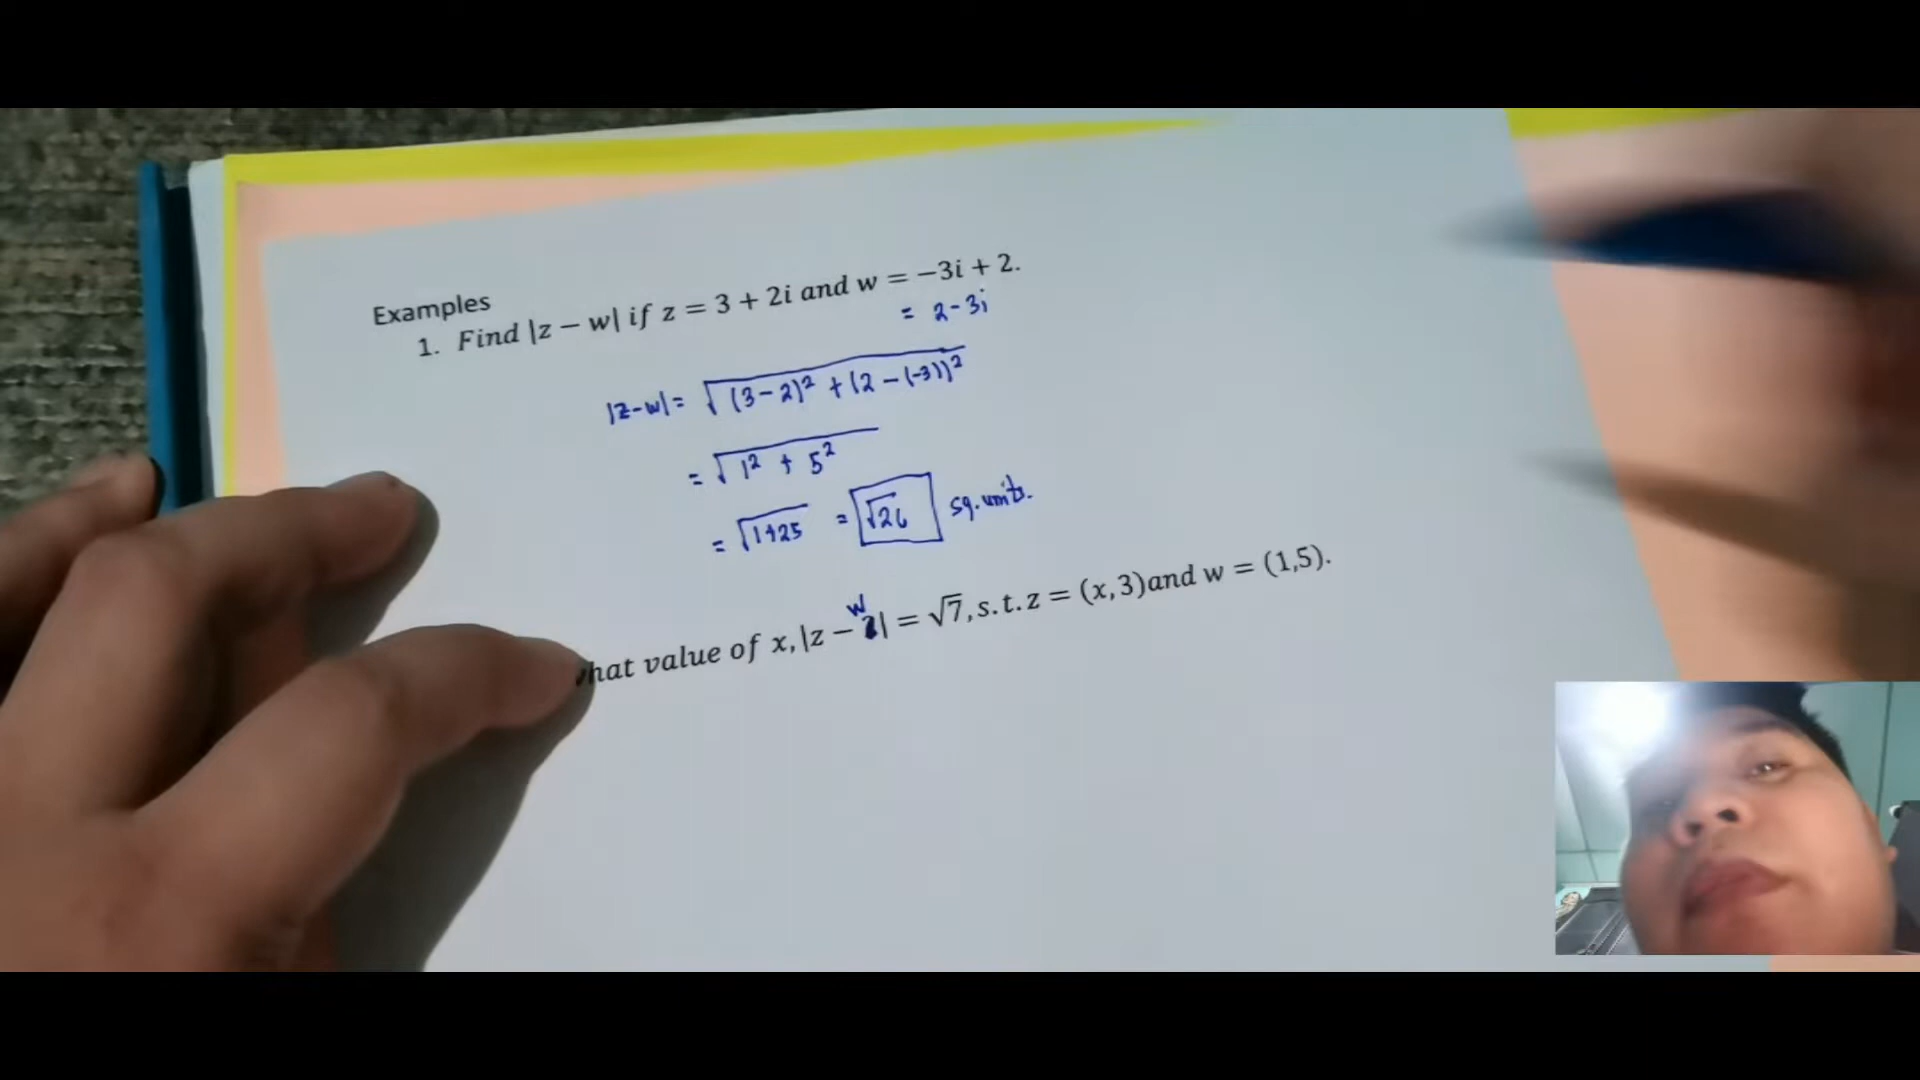 Examples
1. Find |z − w| if z = 3 + 2i and w = −3i + 2.
= 2-3i
|z-w| = √(3-2)² + (2-(-3))²
= √1² + 5²
= √1+25 = √26 sq.units.
hat value of x, |z − w| = √7, s.t. z = (x,3)and w = (1,5).